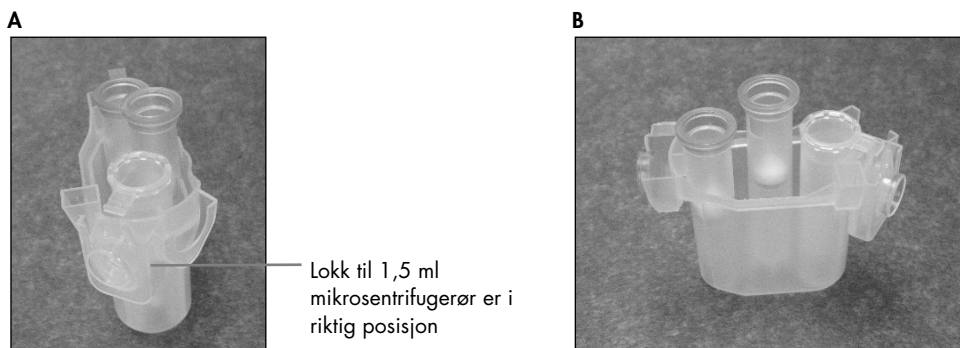 A
B
Lokk til 1,5 ml
mikrosentrifugerør er i
riktig posisjon